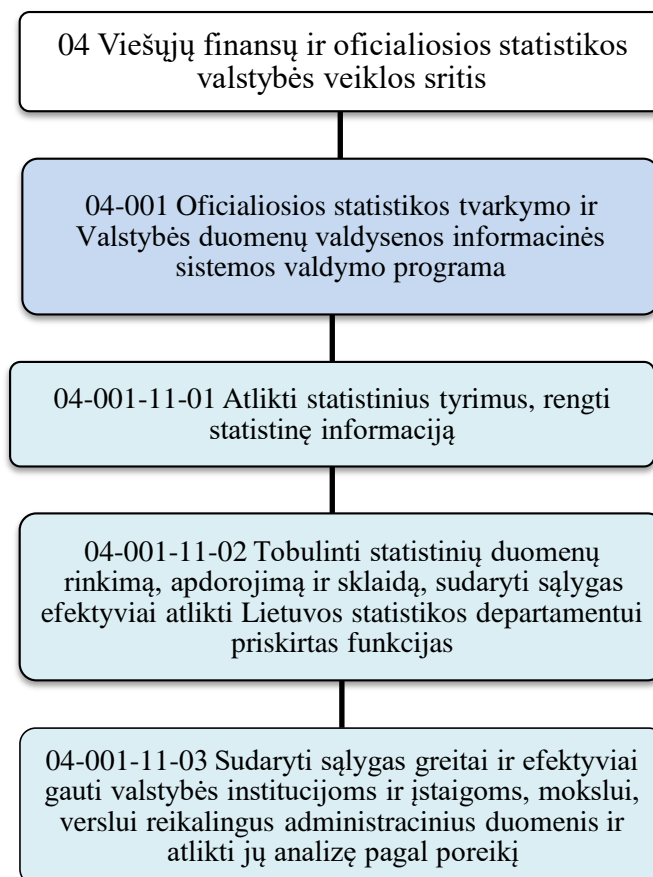 04 Viešųjų finansų ir oficialiosios statistikos
valstybės veiklos sritis
04-001 Oficialiosios statistikos tvarkymo ir
Valstybės duomenų valdysenos informacinės
sistemos valdymo programa
04-001-11-01 Atlikti statistinius tyrimus, rengti
statistinę informaciją
04-001-11-02 Tobulinti statistinių duomenų
rinkimą, apdorojimą ir sklaidą, sudaryti sąlygas
efektyviai atlikti Lietuvos statistikos departamentui
priskirtas funkcijas
04-001-11-03 Sudaryti sąlygas greitai ir efektyviai
gauti valstybės institucijoms ir įstaigoms, mokslui,
verslui reikalingus administracinius duomenis ir
atlikti jų analizę pagal poreikį